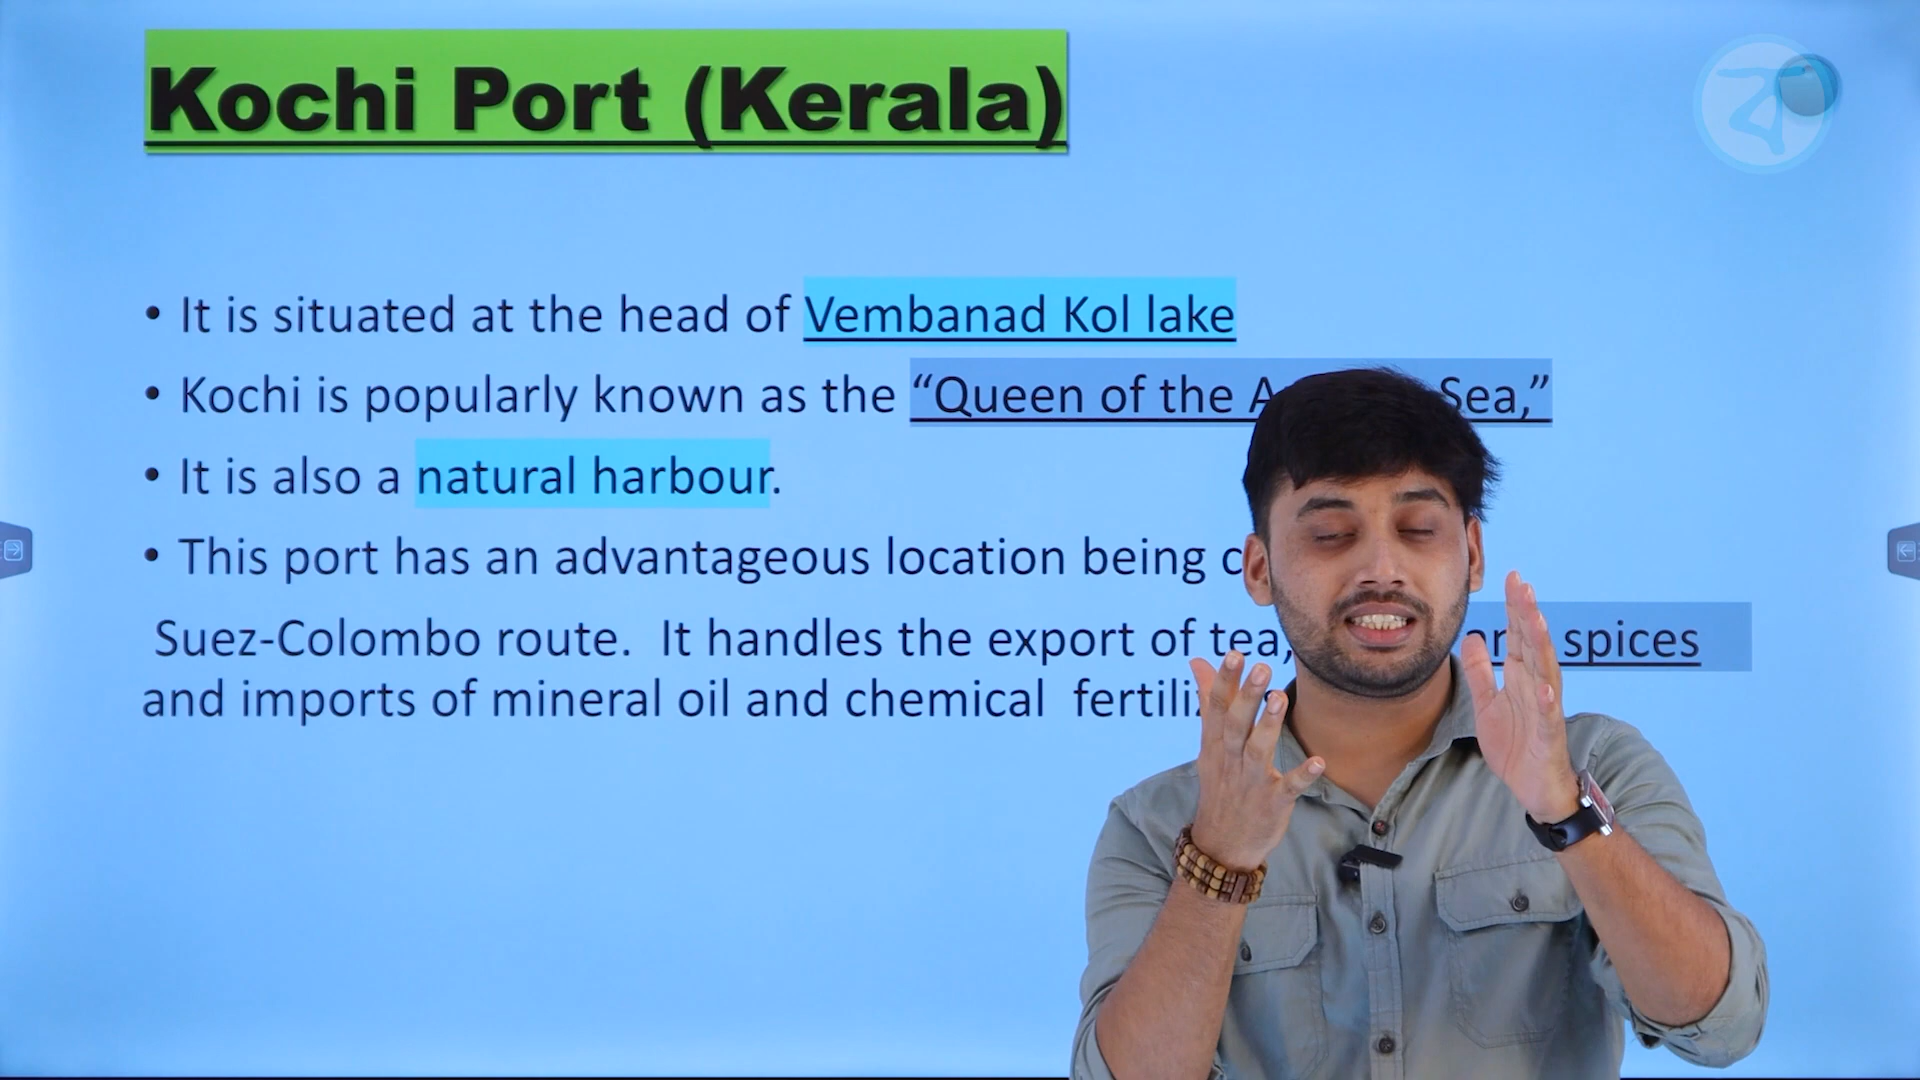 Kochi Port (Kerala)
• It is situated at the head of Vembanad Kol lake
• Kochi is popularly known as the “Queen of the Sea,”
• It is also a natural harbour.
• This port has an advantageous location being
Suez-Colombo route. It handles the export of tea, spices
and imports of mineral oil and chemical
ব